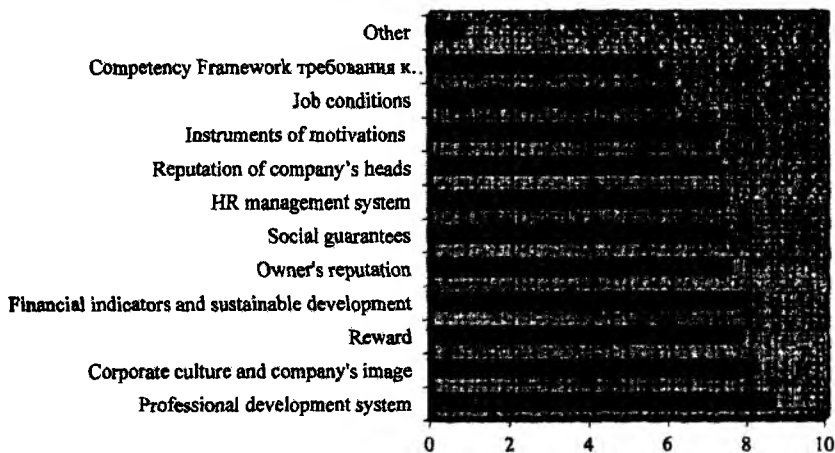 Other
Competency Framework требования к..
Job conditions
Instruments of motivations
Reputation of company's heads
HR management system
Social guarantees
Owner's reputation
Financial indicators and sustainable development
Reward
Corporate culture and company's image
Professional development system
0 2 4 6 8 10